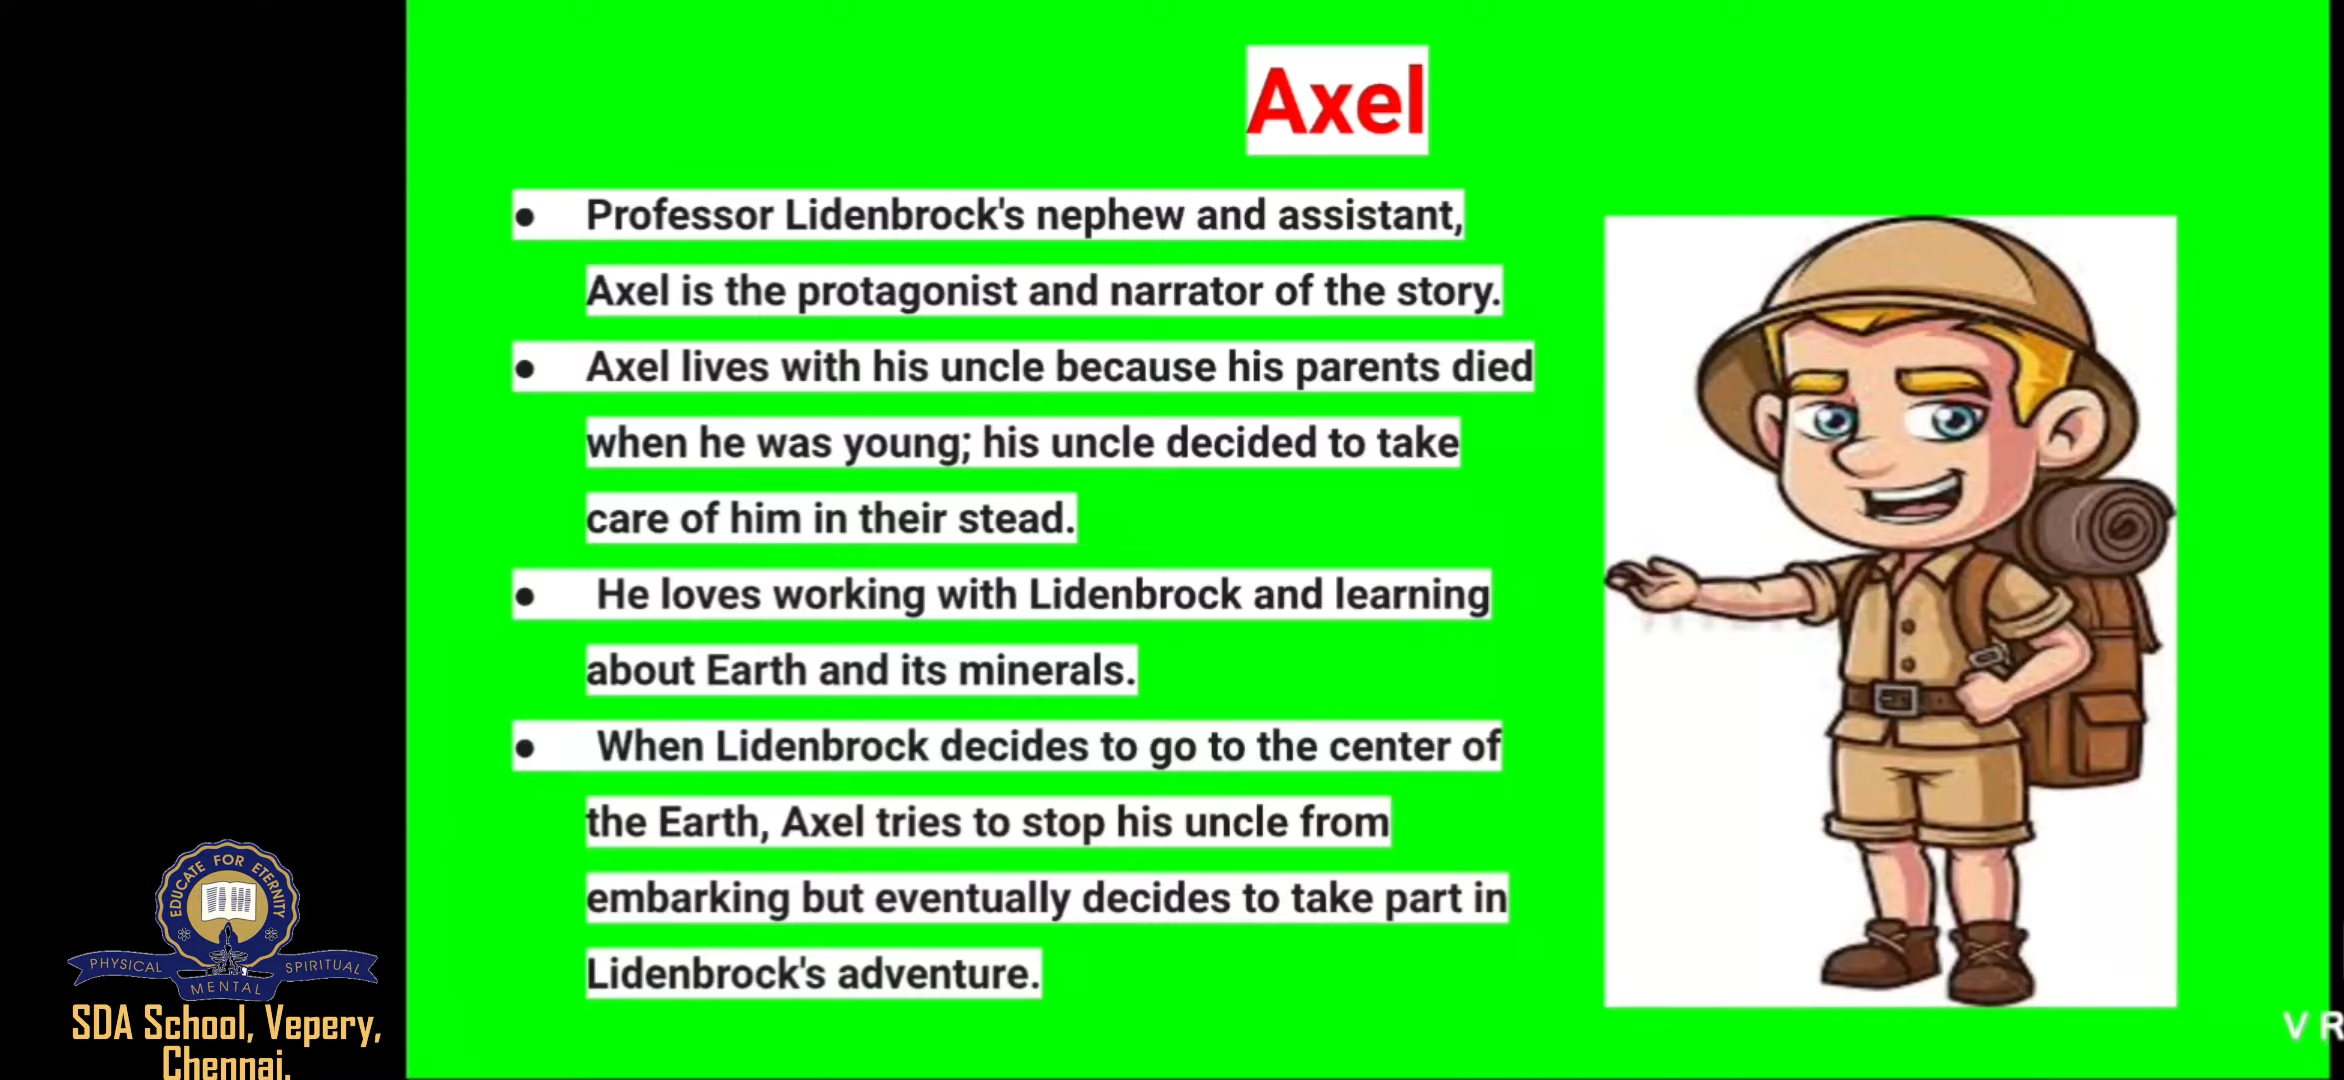 Axel
● Professor Lidenbrock's nephew and assistant,
Axel is the protagonist and narrator of the story.
● Axel lives with his uncle because his parents died
when he was young; his uncle decided to take
care of him in their stead.
● He loves working with Lidenbrock and learning
about Earth and its minerals.
● When Lidenbrock decides to go to the center of
the Earth, Axel tries to stop his uncle from
embarking but eventually decides to take part in
Lidenbrock's adventure.
EDUCATE FOR ETERNITY
PHYSICAL MENTAL SPIRITUAL
SDA School, Vepery,
Chennai.
V R